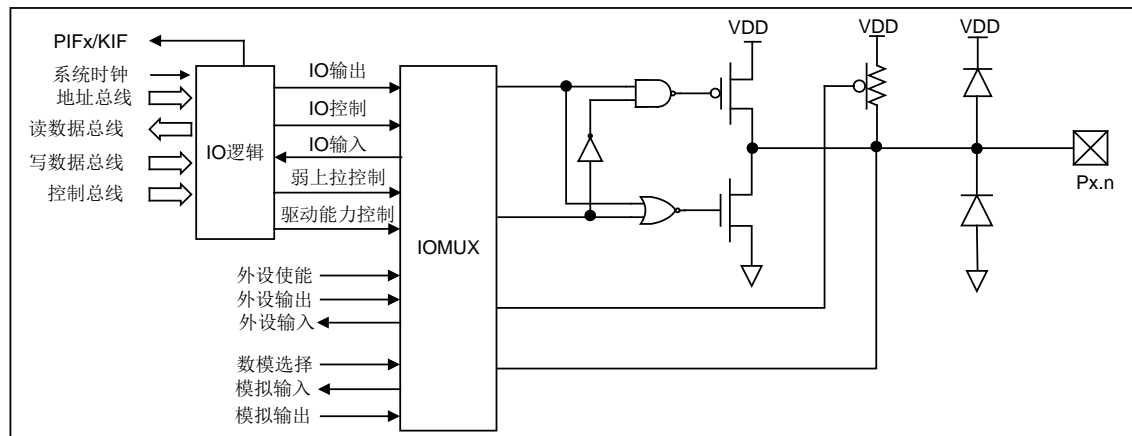 VDD
VDD
VDD
PIFx/KIF
系统时钟
地址总线
读数据总线
写数据总线
控制总线
IO逻辑
IO输出
IO控制
IO输入
弱上拉控制
驱动能力控制
IOMUX
外设使能
外设输出
外设输入
数模选择
模拟输入
模拟输出
Px.n